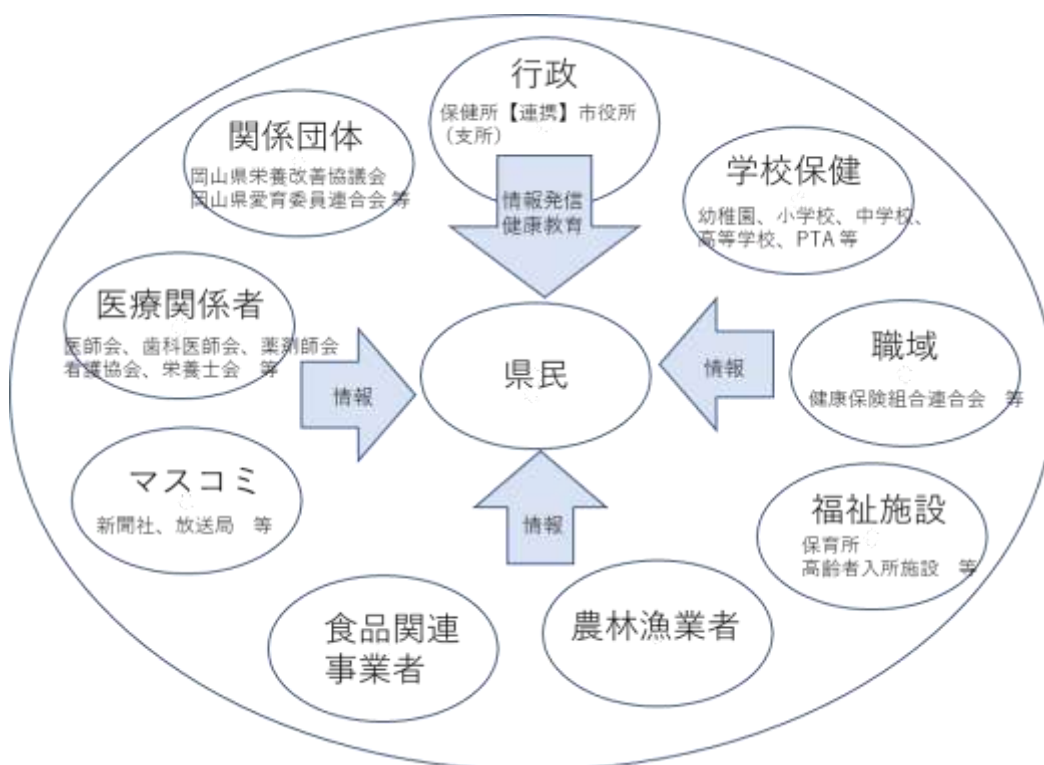 行政
保健所【連携】市役所
（支所）
情報発信
健康教育
関係団体
岡山県栄養改善協議会
岡山県愛育委員連合会 等
学校保健
幼稚園、小学校、中学校、
高等学校、PTA 等
医療関係者
医師会、歯科医師会、薬剤師会
看護協会、栄養士会　等
情報
県民
情報
職域
健康保険組合連合会　等
マスコミ
新聞社、放送局　等
情報
福祉施設
保育所
高齢者入所施設　等
食品関連
事業者
農林漁業者